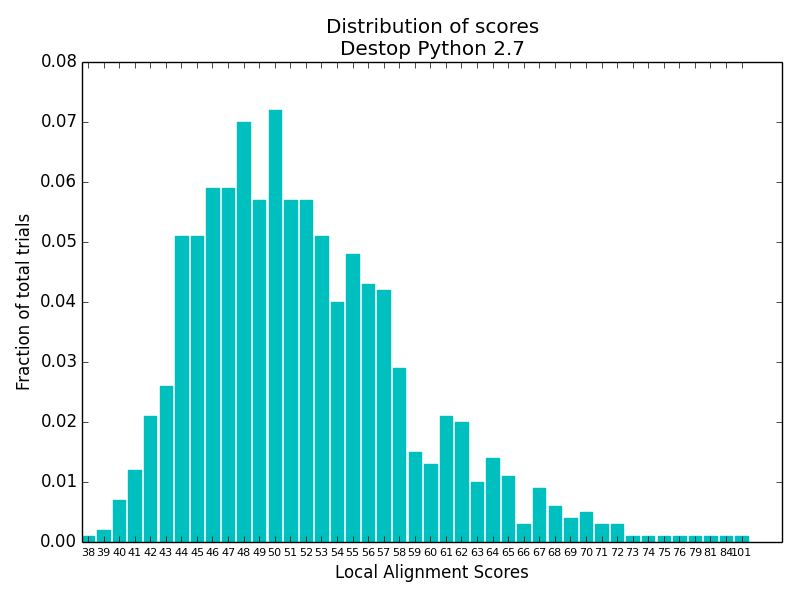 Distribution of scores
Destop Python 2.7
0.08
0.07
0.06
0.05
0.04
0.03
0.02
0.01
0.00
Fraction of total trials
38 39 40 41 42 43 44 45 46 47 48 49 50 51 52 53 54 55 56 57 58 59 60 61 62 63 64 65 66 67 68 69 70 71 72 73 74 75 76 79 81 84 101
Local Alignment Scores